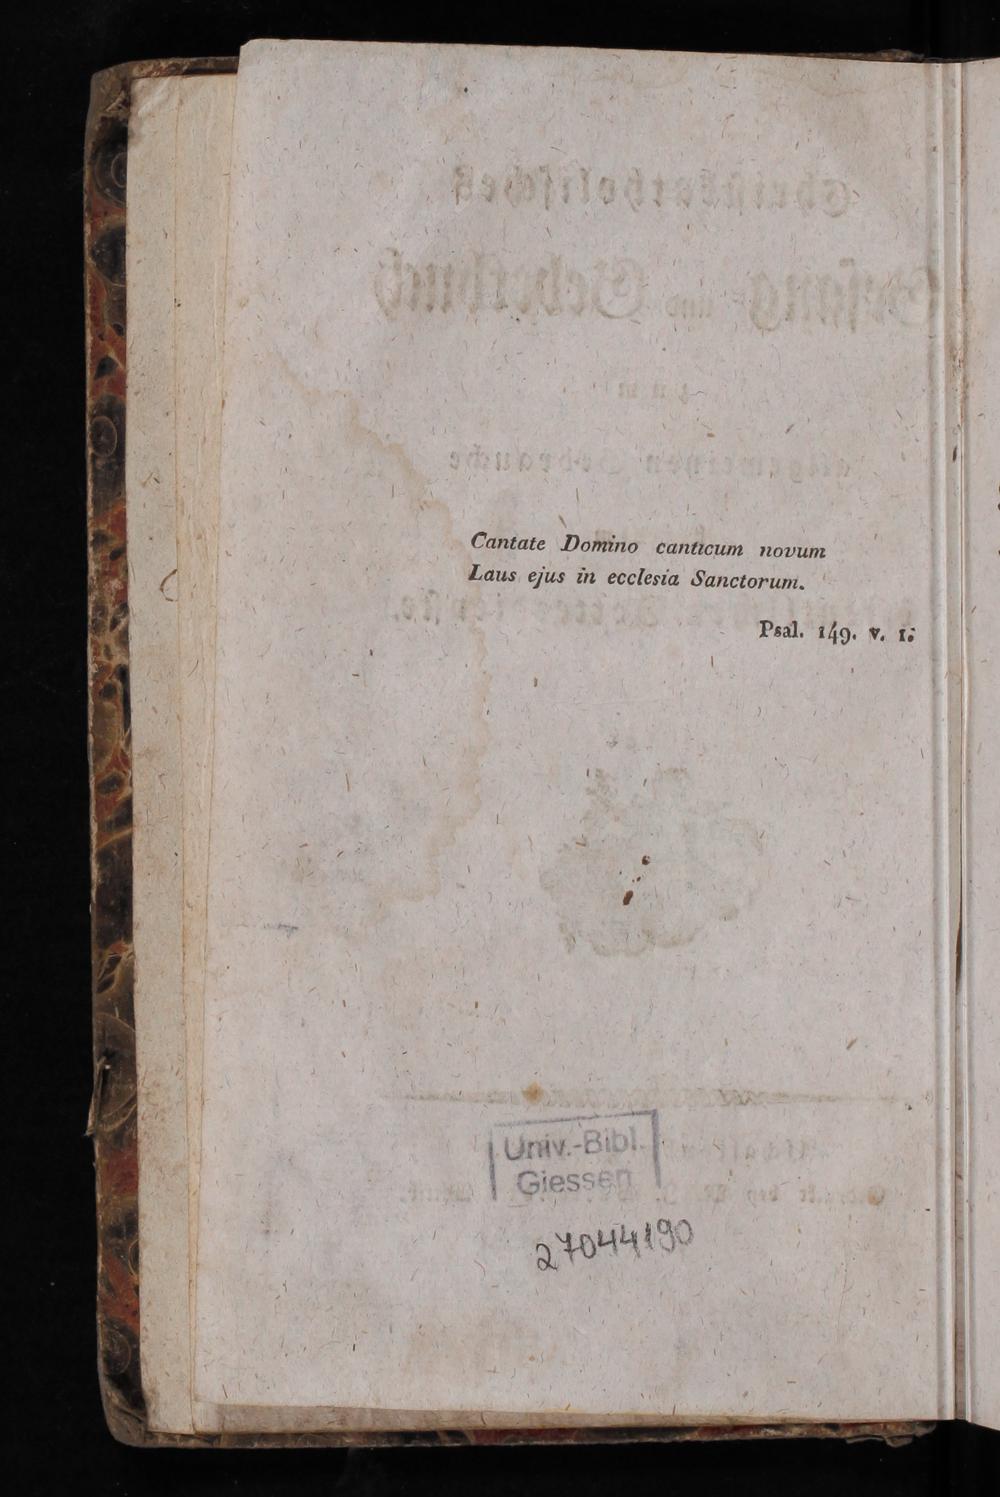 Cantate Domino canticum novum
Laus ejus in ecclesia Sanctorum.
Psal. 149. v. 1.
Univ.-Bibl.
Giessen
27044190